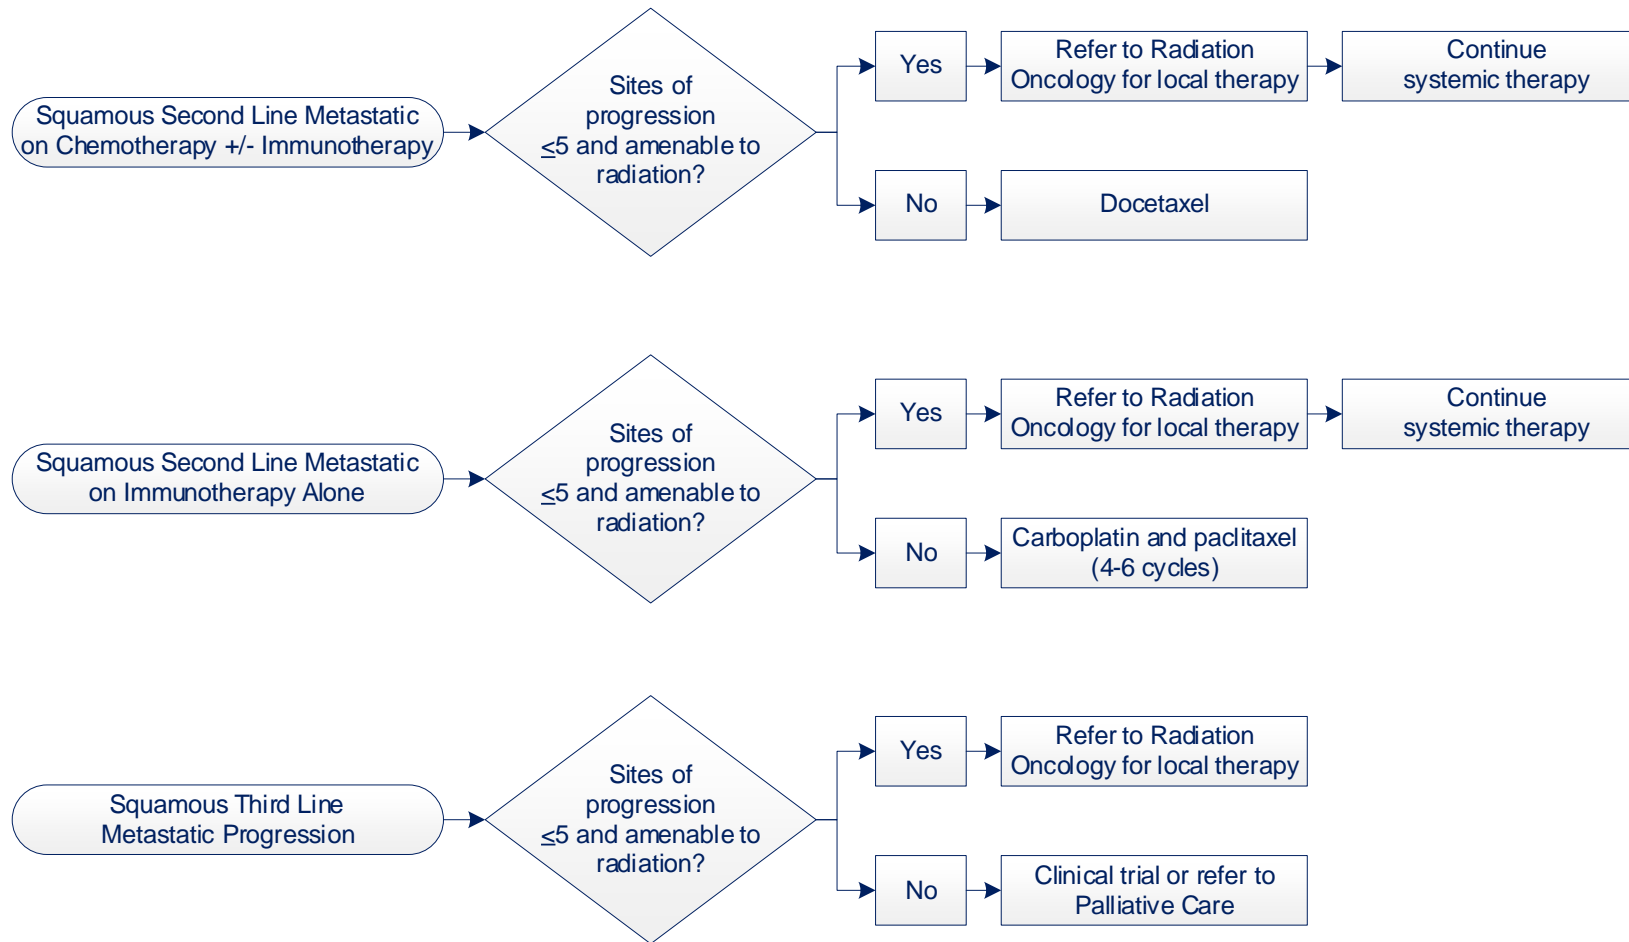 Squamous Second Line Metastatic
on Chemotherapy +/- Immunotherapy
Sites of
progression
≤5 and amenable to
radiation?
Yes
Refer to Radiation
Oncology for local therapy
Continue
systemic therapy
No
Docetaxel
Squamous Second Line Metastatic
on Immunotherapy Alone
Sites of
progression
≤5 and amenable to
radiation?
Yes
Refer to Radiation
Oncology for local therapy
Continue
systemic therapy
No
Carboplatin and paclitaxel
(4-6 cycles)
Squamous Third Line
Metastatic Progression
Sites of
progression
≤5 and amenable to
radiation?
Yes
Refer to Radiation
Oncology for local therapy
No
Clinical trial or refer to
Palliative Care